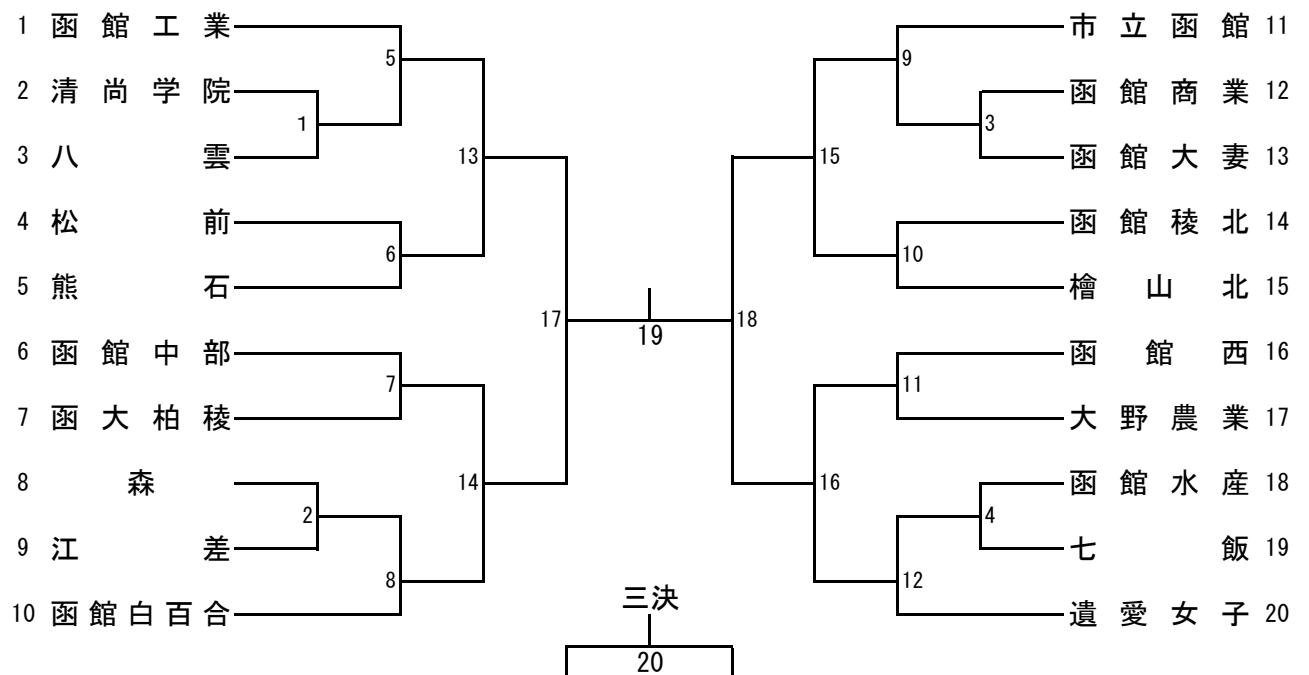 1 函館工業
2 清尚学院
3 八雲
4 松前
5 熊石
6 函館中部
7 函大柏稜
8 森
9 江差
10 函館白百合
1
2
5
6
7
8
13
14
17
19
18
15
16
9
10
11
12
3
4
市立函館 11
函館商業 12
函館大妻 13
函館稜北 14
檜山北 15
函館西 16
大野農業 17
函館水産 18
七飯 19
遺愛女子 20
三決
20